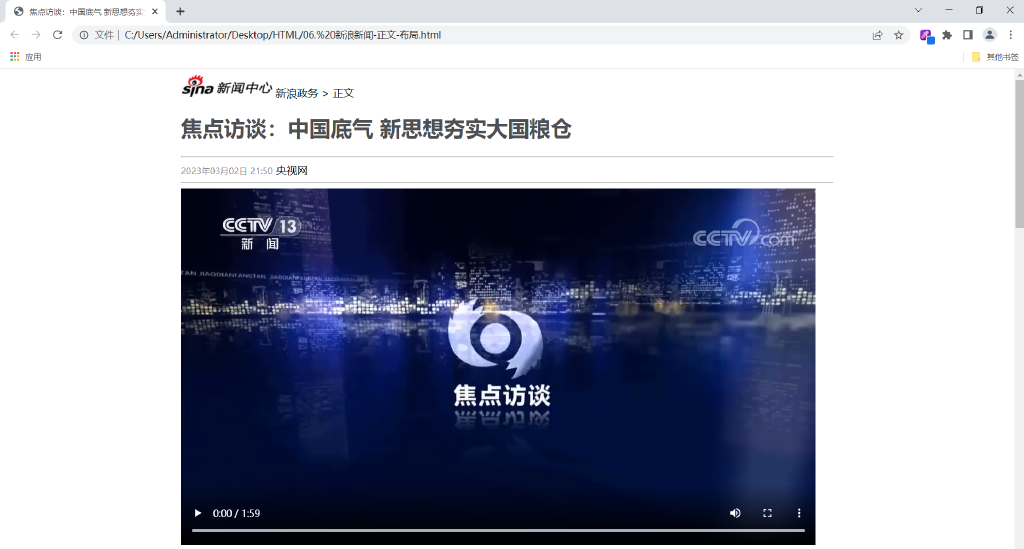 焦点访谈：中国底气 新思想夯实
文件 | C:/Users/Administrator/Desktop/HTML/06.%20新浪新闻-正文-布局.html
应用
其他书签
sina 新闻中心 新浪政务 > 正文
焦点访谈：中国底气 新思想夯实大国粮仓
2023年03月02日 21:50 央视网
CCTV 13
新闻
CCTV.com
TAN JIAODIANFANGTAN JIAODIANFANGTAN
焦点访谈
0:00 / 1:59